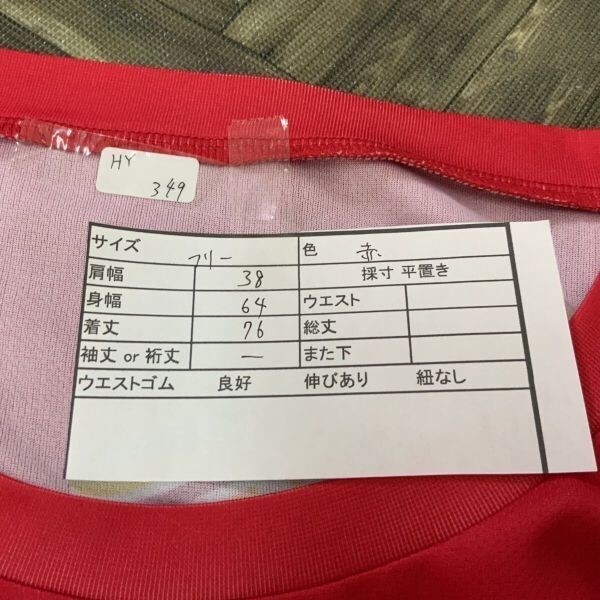 HY
349
サイズ フリー 色 赤
肩幅 38 採寸 平置き
身幅 64 ウエスト
着丈 76 総丈
袖丈 or 裄丈 ー また下
ウエストゴム 良好 伸びあり 紐なし